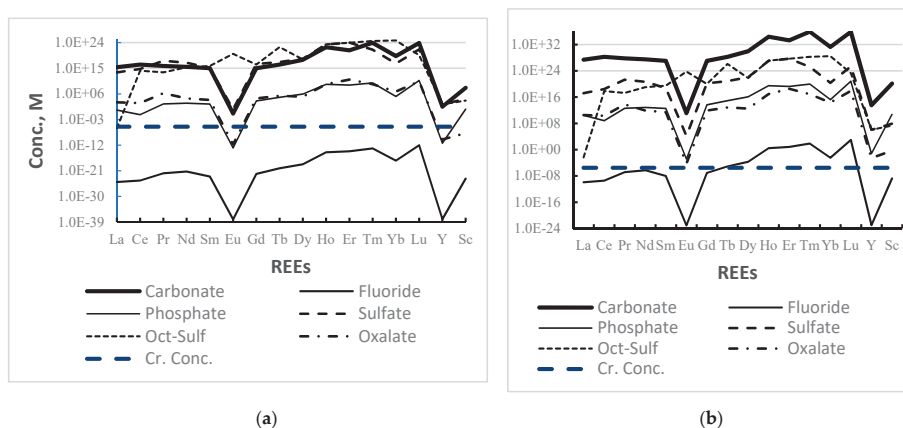 1.0E+24
1.0E+15
1.0E+06
1.0E-03
1.0E-12
1.0E-21
1.0E-30
1.0E-39
Conc., M
La Ce Pr Nd Sm Eu Gd Tb Dy Ho Er Tm Yb Lu Y Sc
REEs
Carbonate Fluoride
Phosphate Sulfate
Oct-Sulf Oxalate
Cr. Conc.
(a)
1.0E+32
1.0E+24
1.0E+16
1.0E+08
1.0E+00
1.0E-08
1.0E-16
1.0E-24
La Ce Pr Nd Sm Eu Gd Tb Dy Ho Er Tm Yb Lu Y Sc
REEs
Carbonate Fluoride
Phosphate Sulfate
Oct-Sulf Oxalate
Cr. Conc.
(b)